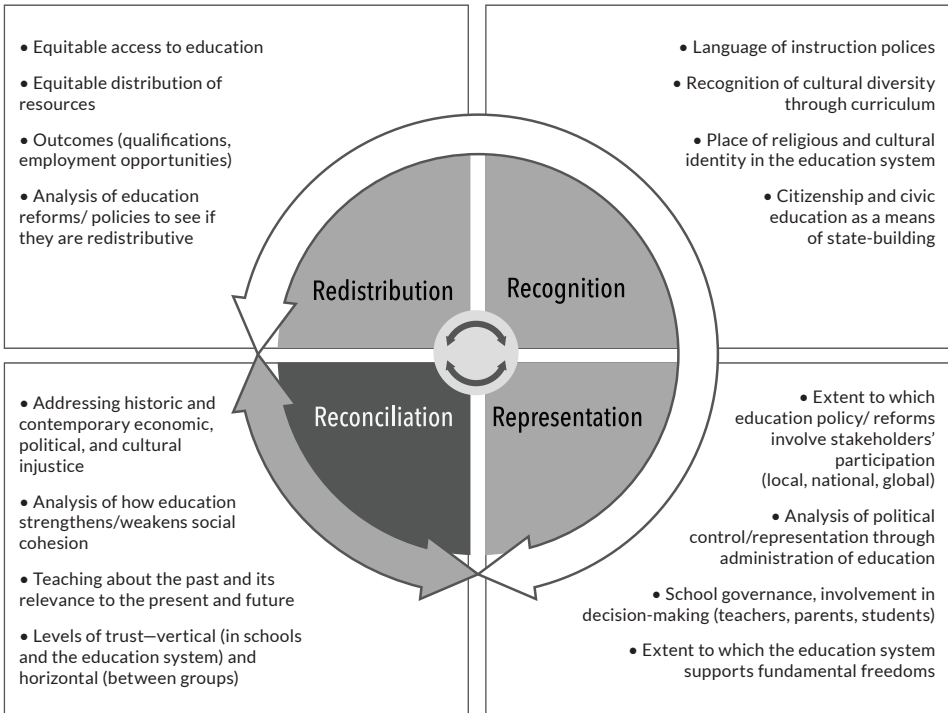 • Equitable access to education
• Equitable distribution of
resources
• Outcomes (qualifications,
employment opportunities)
• Analysis of education
reforms/ policies to see if
they are redistributive
• Language of instruction polices
• Recognition of cultural diversity
through curriculum
• Place of religious and cultural
identity in the education system
• Citizenship and civic
education as a means
of state-building
Redistribution
Recognition
Reconciliation
Representation
• Addressing historic and
contemporary economic,
political, and cultural
injustice
• Analysis of how education
strengthens/weakens social
cohesion
• Teaching about the past and its
relevance to the present and future
• Levels of trust—vertical (in schools
and the education system) and
horizontal (between groups)
• Extent to which
education policy/ reforms
involve stakeholders’
participation
(local, national, global)
• Analysis of political
control/representation through
administration of education
• School governance, involvement in
decision-making (teachers, parents, students)
• Extent to which the education system
supports fundamental freedoms